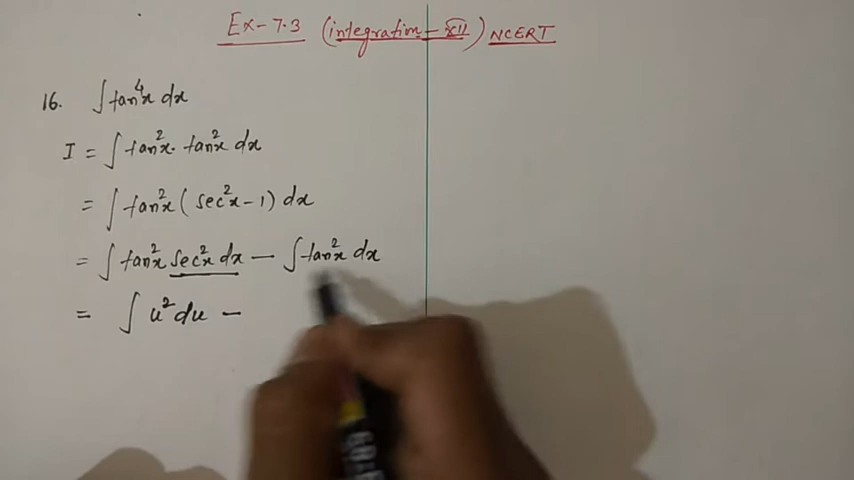 Ex-7.3 (integration - XII) NCERT
16. ∫tan⁴x dx
I = ∫tan²x. tan²x dx
= ∫tan²x (sec²x-1) dx
= ∫tan²x sec²x dx - ∫tan²x dx
= ∫u² du -